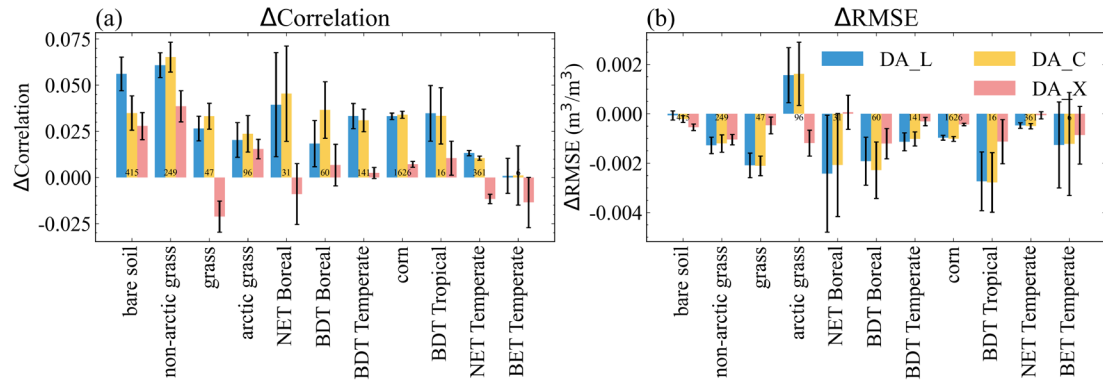 (a)
ΔCorrelation
ΔCorrelation
0.075
0.050
0.025
0.000
-0.025
415
249
47
96
31
60
141
1626
16
361
6
bare soil
non-arctic grass
grass
arctic grass
NET Boreal
BDT Boreal
BDT Temperate
corn
BDT Tropical
NET Temperate
BET Temperate
(b)
ΔRMSE
ΔRMSE (m³/m³)
0.002
0.000
-0.002
-0.004
DA_L
DA_C
DA_X
415
249
47
96
31
60
141
1626
16
361
6
bare soil
non-arctic grass
grass
arctic grass
NET Boreal
BDT Boreal
BDT Temperate
corn
BDT Tropical
NET Temperate
BET Temperate